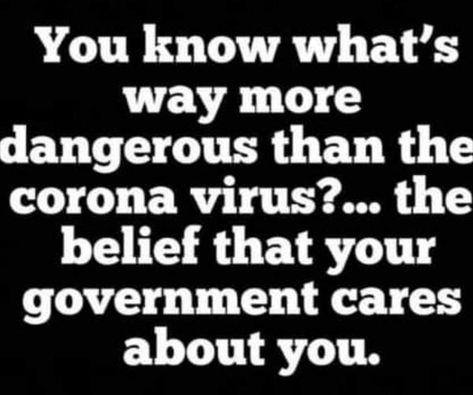 You know what's
way more
dangerous than the
corona virus?... the
belief that your
government cares
about you.